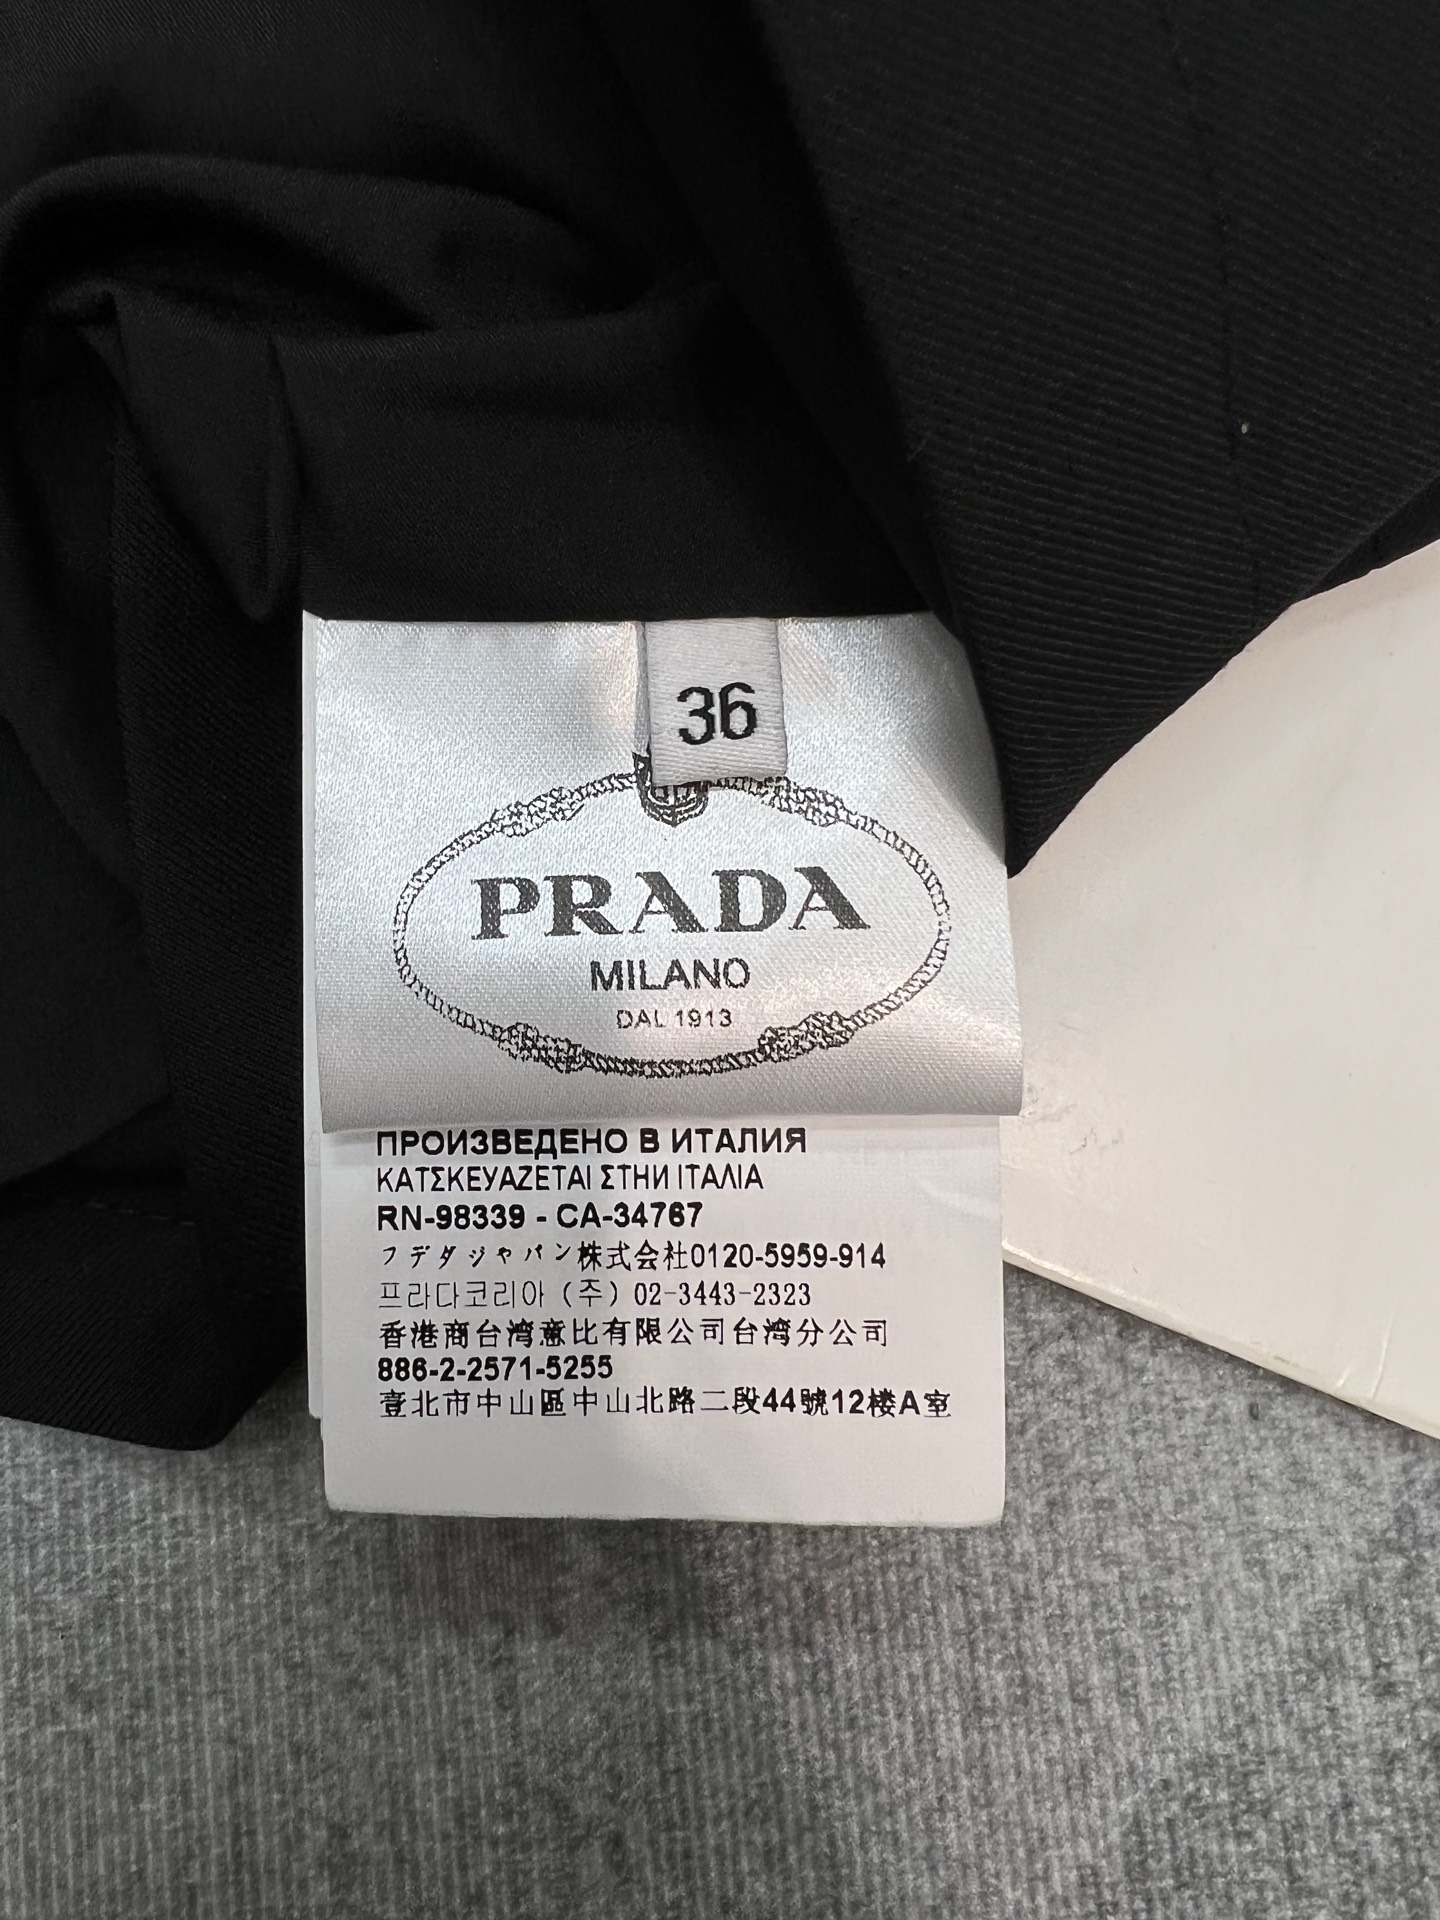 36
PRADA
MILANO
DAL 1913
ПРОИЗВЕДЕНО В ИТАЛИЯ
ΚΑΤΣΚΕΥΑΖΕΤΑΙ ΣΤΗИ ΙΤΑΛΙΑ
RN-98339 - CA-34767
フデダジャパン株式会社0120-5959-914
프라다코리아 (주) 02-3443-2323
香港商台湾意比有限公司台湾分公司
886-2-2571-5255
壹北市中山區中山北路二段44號12楼A室